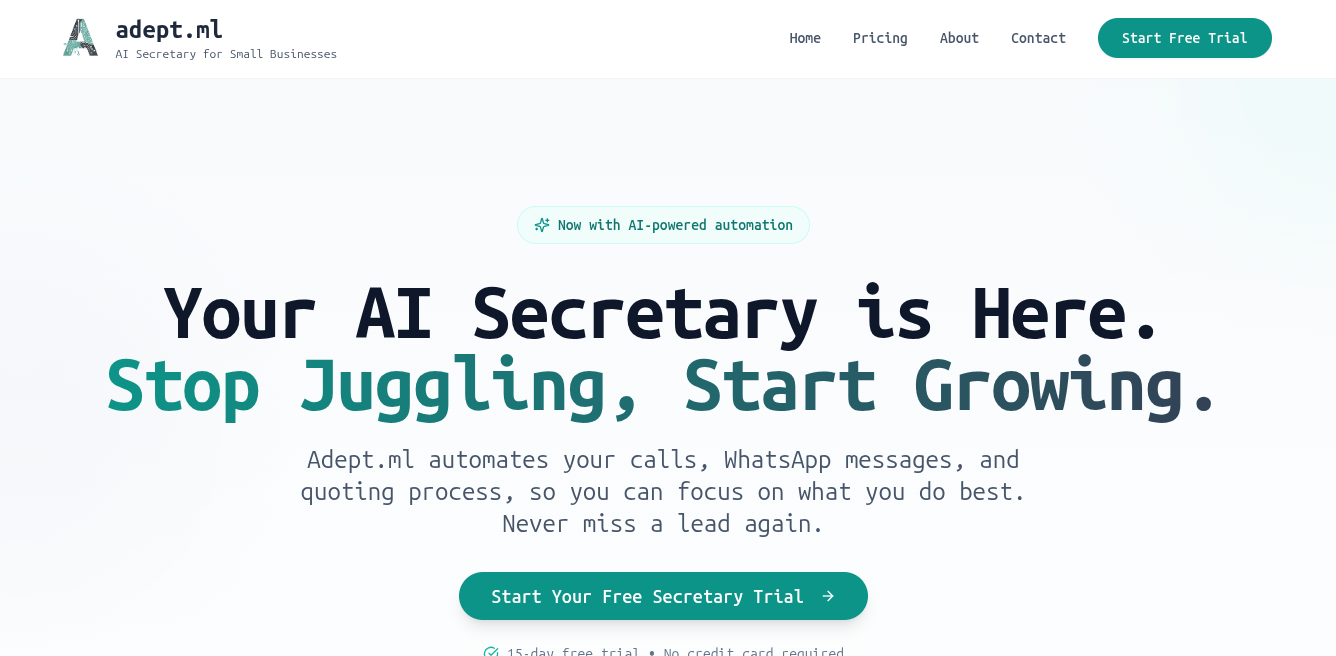 adept.ml
AI Secretary for Small Businesses
Home
Pricing
About
Contact
Start Free Trial
Now with AI-powered automation
Your AI Secretary is Here.
Stop Juggling, Start Growing.
Adept.ml automates your calls, WhatsApp messages, and
quoting process, so you can focus on what you do best.
Never miss a lead again.
Start Your Free Secretary Trial
15-day free trial • No credit card required